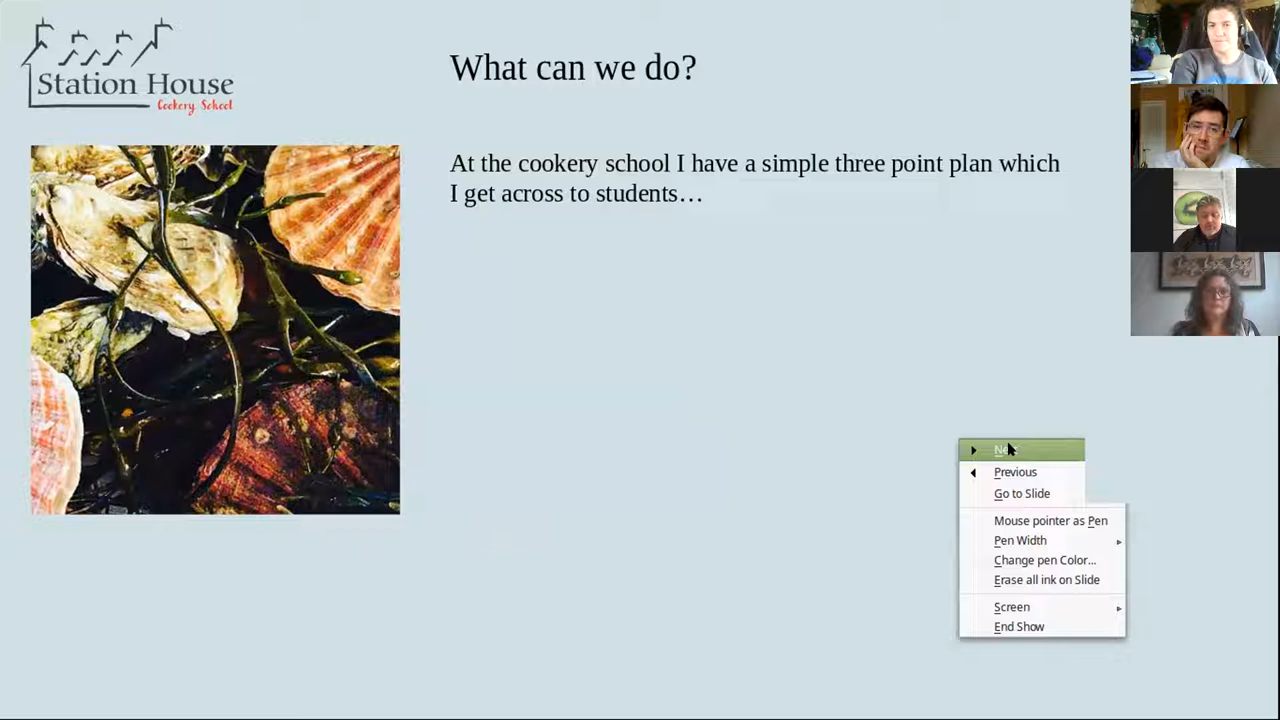 Station House
Cookery School
What can we do?
At the cookery school I have a simple three point plan which
I get across to students…
Previous
Go to Slide
Mouse pointer as Pen
Pen Width
Change pen Color...
Erase all ink on Slide
Screen
End Show